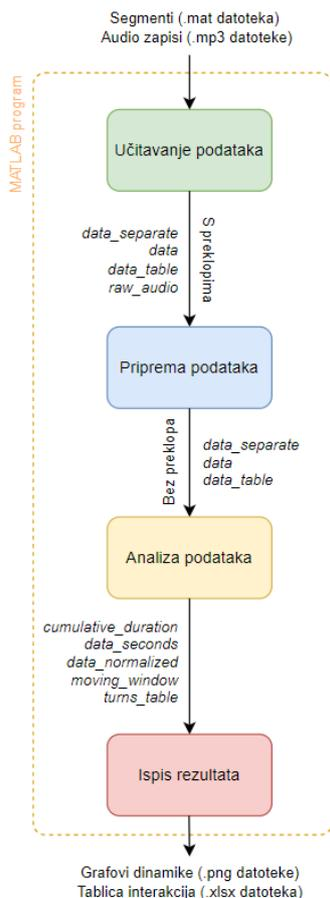 Segmenti (.mat datoteka)
Audio zapisi (.mp3 datoteke)
MATLAB program
Učitavanje podataka
data_separate
data
data_table
raw_audio
S preklopima
Priprema podataka
Bez preklopa
data_separate
data
data_table
Analiza podataka
cumulative_duration
data_seconds
data_normalized
moving_window
turns_table
Ispis rezultata
Grafovi dinamike (.png datoteke)
Tablica interakcija (.xlsx datoteka)